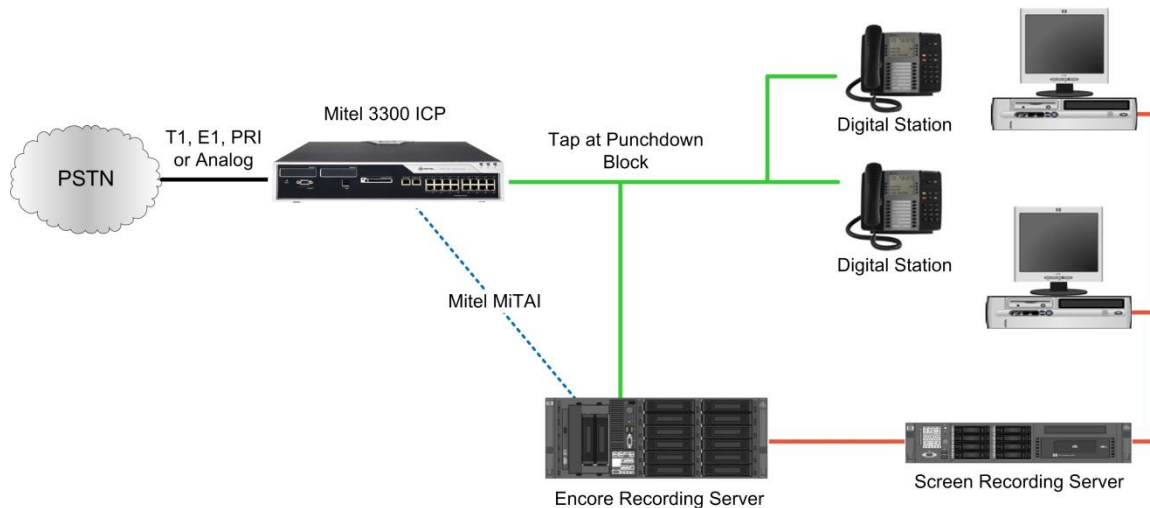 PSTN
T1, E1, PRI
or Analog
Mitel 3300 ICP
Tap at Punchdown
Block
Digital Station
Digital Station
Mitel MiTAI
Encore Recording Server
Screen Recording Server